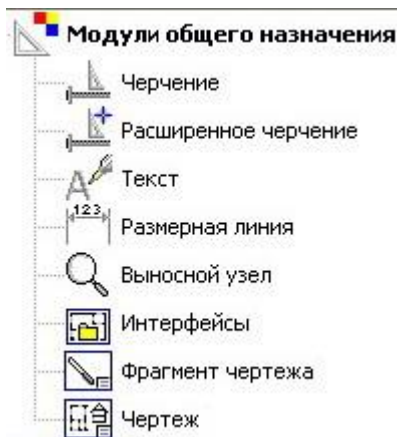 Модули общего назначения
Черчение
Расширенное черчение
Текст
123
Размерная линия
Выносной узел
Интерфейсы
Фрагмент чертежа
Чертеж